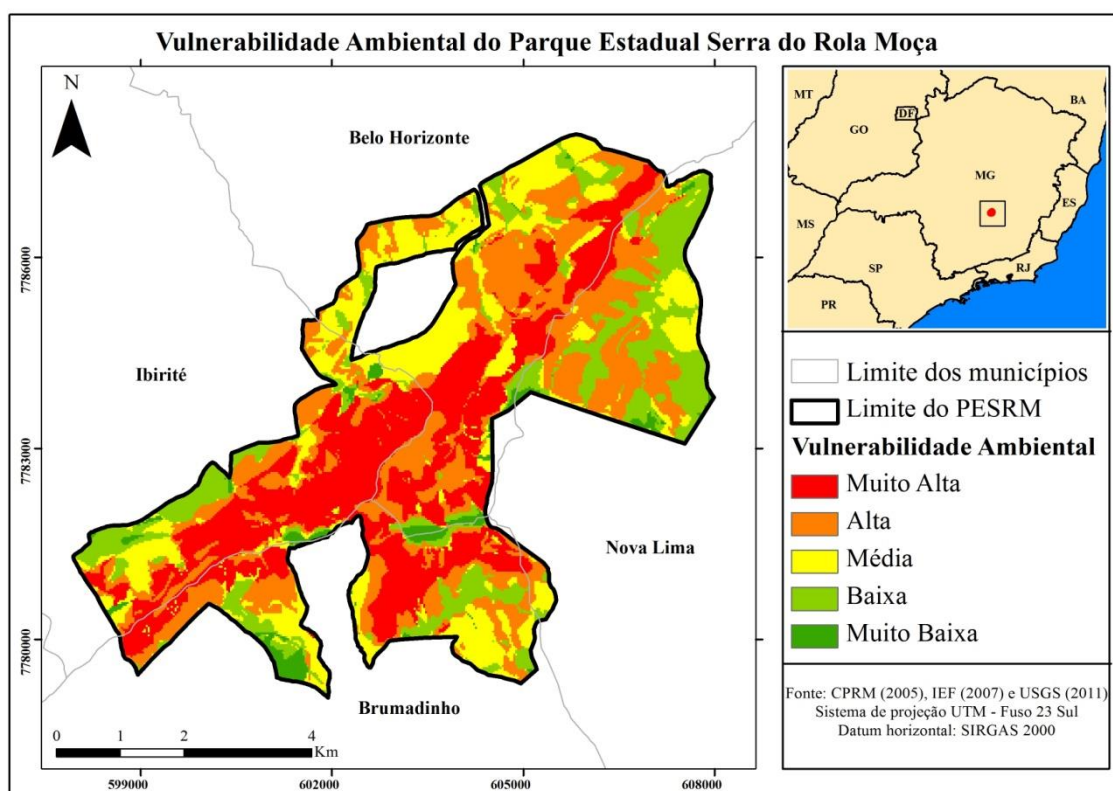 Vulnerabilidade Ambiental do Parque Estadual Serra do Rola Moça
N
Belo Horizonte
Ibirité
Nova Lima
Brumadinho
7786000
7783000
7780000
7786000
7783000
7780000
599000
602000
605000
608000
0 1 2 4
Km
MT
DF
BA
GO
MG
MS
ES
SP
RJ
PR
Limite dos municípios
Limite do PESRM
Vulnerabilidade Ambiental
Muito Alta
Alta
Média
Baixa
Muito Baixa
Fonte: CPRM (2005), IEF (2007) e USGS (2011)
Sistema de projeção UTM - Fuso 23 Sul
Datum horizontal: SIRGAS 2000